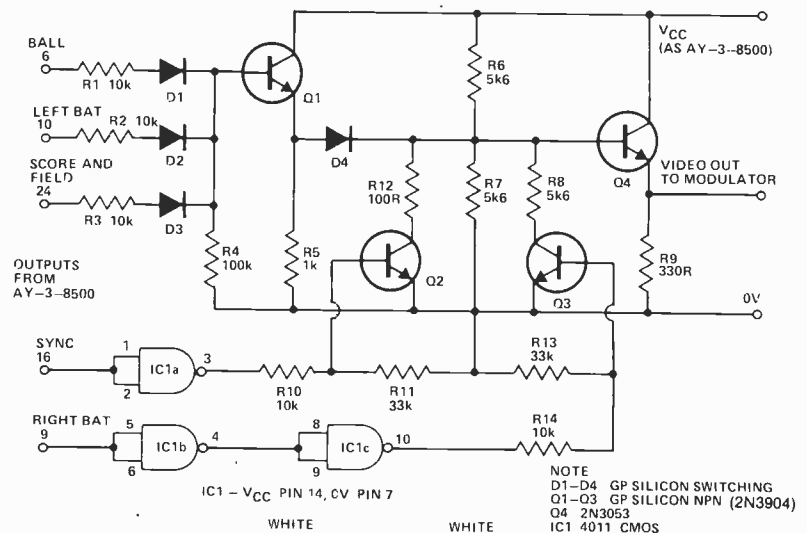 BALL
6
R1 10k
D1
Q1
R6
5k6
VCC
(AS AY-3-8500)
LEFT BAT
10
R2 10k
D2
D4
Q4
SCORE AND
FIELD
24
R3 10k
D3
R12
100R
R7
5k6
R8
5k6
VIDEO OUT
TO MODULATOR
OUTPUTS
FROM
AY-3-8500
R4
100k
R5
1k
Q2
Q3
R9
330R
0V
SYNC
16
1
2
IC1a
3
R10
10k
R11
33k
R13
33k
RIGHT BAT
9
5
6
IC1b
4
8
9
IC1c
10
R14
10k
IC1 – VCC PIN 14, CV PIN 7
WHITE
WHITE
NOTE
D1-D4 GP SILICON SWITCHING
Q1-Q3 GP SILICON NPN (2N3904)
Q4 2N3053
IC1 4011 CMOS